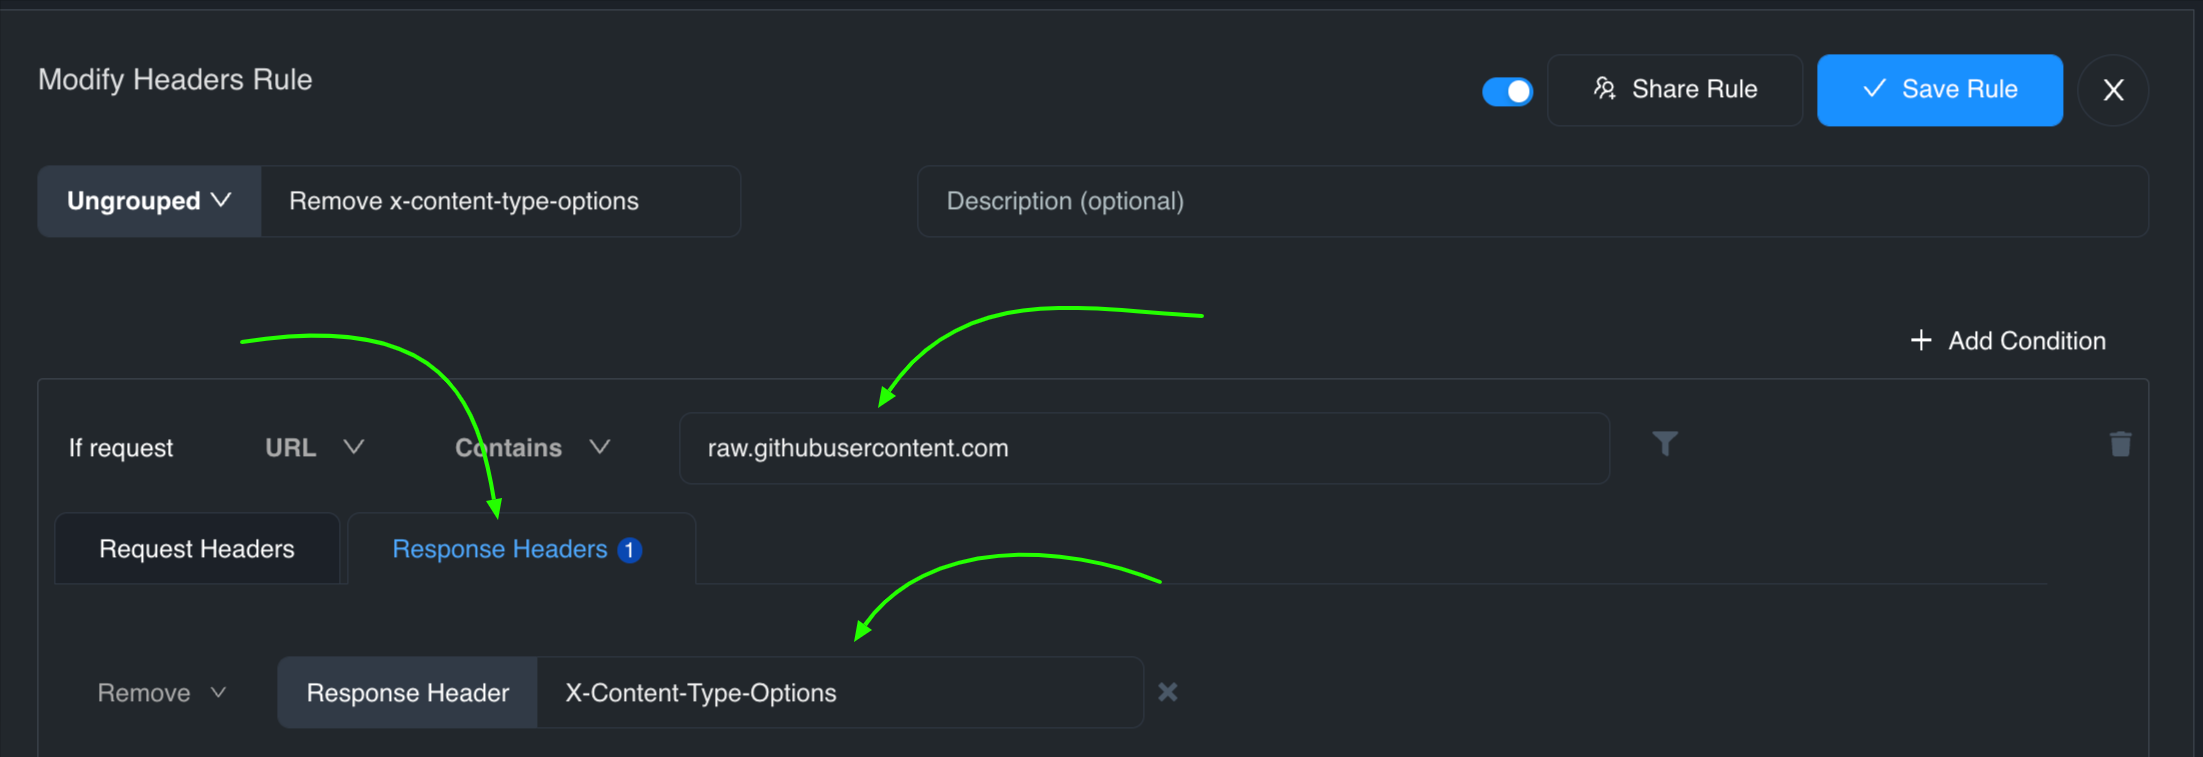 Modify Headers Rule
Share Rule
Save Rule
X
Ungrouped
Remove x-content-type-options
Description (optional)
+ Add Condition
If request
URL
Contains
raw.githubusercontent.com
Request Headers
Response Headers 1
Remove
Response Header
X-Content-Type-Options